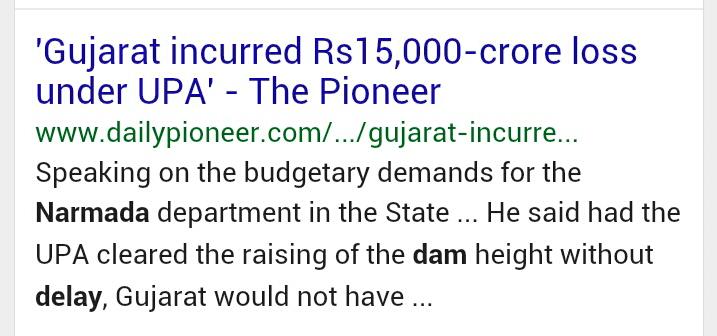 'Gujarat incurred Rs15,000-crore loss
under UPA' - The Pioneer
www.dailypioneer.com/.../gujarat-incurre...
Speaking on the budgetary demands for the
Narmada department in the State ... He said had the
UPA cleared the raising of the dam height without
delay, Gujarat would not have ...